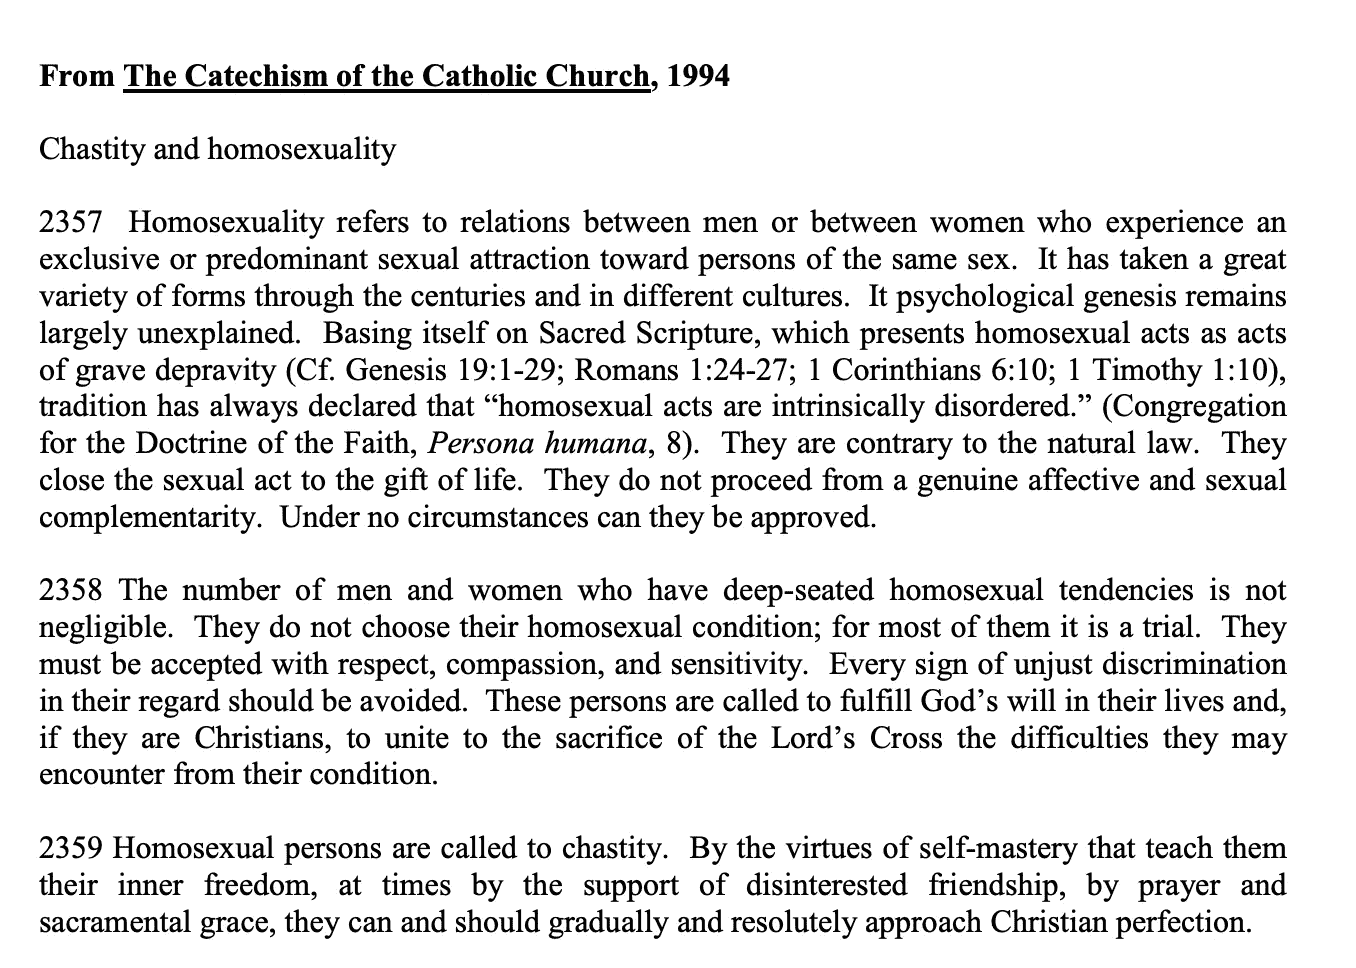 From The Catechism of the Catholic Church, 1994
Chastity and homosexuality
2357 Homosexuality refers to relations between men or between women who experience an
exclusive or predominant sexual attraction toward persons of the same sex. It has taken a great
variety of forms through the centuries and in different cultures. It psychological genesis remains
largely unexplained. Basing itself on Sacred Scripture, which presents homosexual acts as acts
of grave depravity (Cf. Genesis 19:1-29; Romans 1:24-27; 1 Corinthians 6:10; 1 Timothy 1:10),
tradition has always declared that “homosexual acts are intrinsically disordered.” (Congregation
for the Doctrine of the Faith, Persona humana, 8). They are contrary to the natural law. They
close the sexual act to the gift of life. They do not proceed from a genuine affective and sexual
complementarity. Under no circumstances can they be approved.
2358 The number of men and women who have deep-seated homosexual tendencies is not
negligible. They do not choose their homosexual condition; for most of them it is a trial. They
must be accepted with respect, compassion, and sensitivity. Every sign of unjust discrimination
in their regard should be avoided. These persons are called to fulfill God’s will in their lives and,
if they are Christians, to unite to the sacrifice of the Lord’s Cross the difficulties they may
encounter from their condition.
2359 Homosexual persons are called to chastity. By the virtues of self-mastery that teach them
their inner freedom, at times by the support of disinterested friendship, by prayer and
sacramental grace, they can and should gradually and resolutely approach Christian perfection.